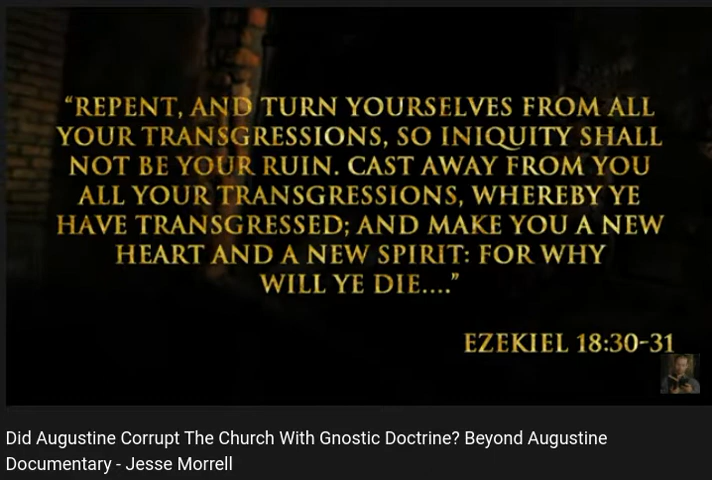 “REPENT, AND TURN YOURSELVES FROM ALL
YOUR TRANSGRESSIONS, SO INIQUITY SHALL
NOT BE YOUR RUIN. CAST AWAY FROM YOU
ALL YOUR TRANSGRESSIONS, WHEREBY YE
HAVE TRANSGRESSED; AND MAKE YOU A NEW
HEART AND A NEW SPIRIT: FOR WHY
WILL YE DIE....”
EZEKIEL 18:30-31
Did Augustine Corrupt The Church With Gnostic Doctrine? Beyond Augustine
Documentary - Jesse Morrell